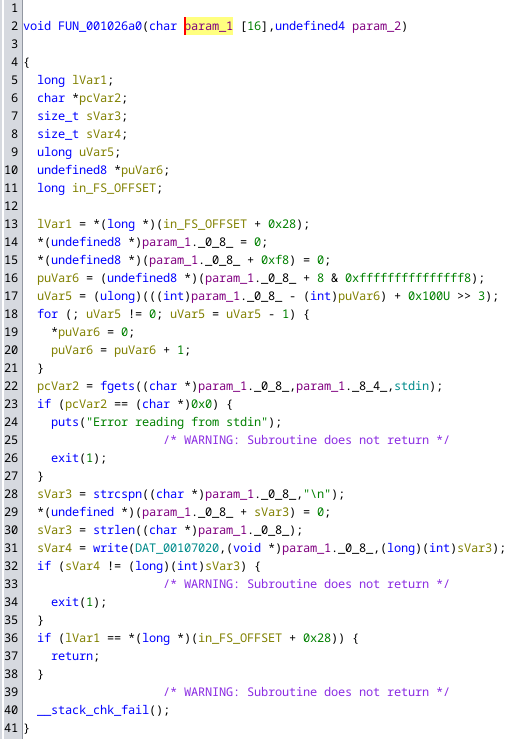 1
2 void FUN_001026a0(char param_1 [16],undefined4 param_2)
3
4 {
5 long lVar1;
6 char *pcVar2;
7 size_t sVar3;
8 size_t sVar4;
9 ulong uVar5;
10 undefined8 *puVar6;
11 long in_FS_OFFSET;
12
13 lVar1 = *(long *)(in_FS_OFFSET + 0x28);
14 *(undefined8 *)param_1._0_8_ = 0;
15 *(undefined8 *)(param_1._0_8_ + 0xf8) = 0;
16 puVar6 = (undefined8 *)(param_1._0_8_ + 8 & 0xfffffffffffffff8);
17 uVar5 = (ulong)(((int)param_1._0_8_ - (int)puVar6) + 0x100U >> 3);
18 for (; uVar5 != 0; uVar5 = uVar5 - 1) {
19 *puVar6 = 0;
20 puVar6 = puVar6 + 1;
21 }
22 pcVar2 = fgets((char *)param_1._0_8_,param_1._8_4_,stdin);
23 if (pcVar2 == (char *)0x0) {
24 puts("Error reading from stdin");
25 /* WARNING: Subroutine does not return */
26 exit(1);
27 }
28 sVar3 = strcspn((char *)param_1._0_8_,"\n");
29 *(undefined *)(param_1._0_8_ + sVar3) = 0;
30 sVar3 = strlen((char *)param_1._0_8_);
31 sVar4 = write(DAT_00107020,(void *)param_1._0_8_,(long)(int)sVar3);
32 if (sVar4 != (long)(int)sVar3) {
33 /* WARNING: Subroutine does not return */
34 exit(1);
35 }
36 if (lVar1 == *(long *)(in_FS_OFFSET + 0x28)) {
37 return;
38 }
39 /* WARNING: Subroutine does not return */
40 __stack_chk_fail();
41 }